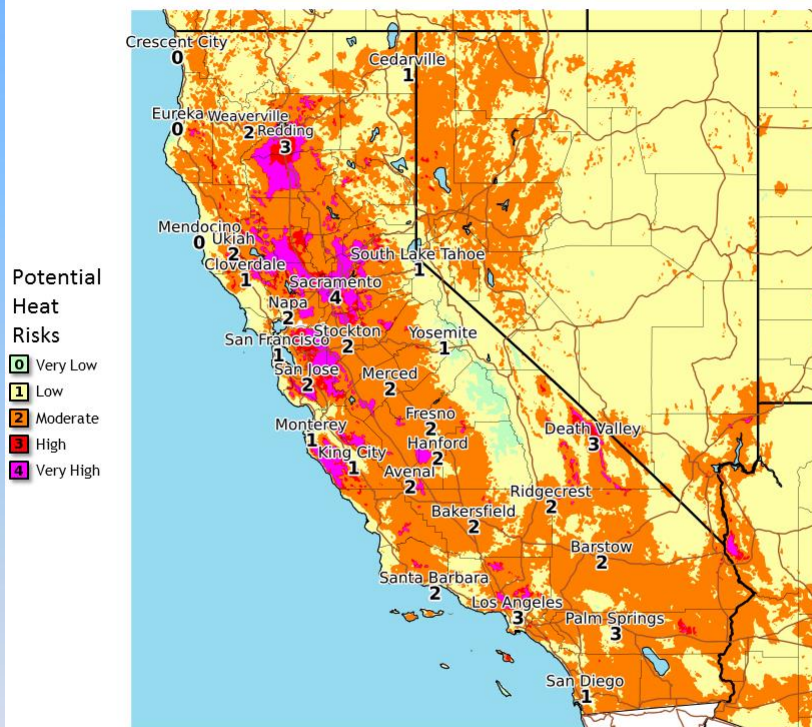 Crescent City
0
Cedarville
1
Eureka
0
Weaverville
2
Redding
3
Mendocino
0
Ukiah
2
Cloverdale
1
South Lake Tahoe
1
Sacramento
4
Napa
2
San Francisco
1
Stockton
2
Yosemite
1
San Jose
2
Merced
2
Fresno
2
Death Valley
3
Monterey
1
Hanford
2
King City
1
Avenal
2
Ridgecrest
2
Bakersfield
2
Barstow
2
Santa Barbara
2
Los Angeles
3
Palm Springs
3
San Diego
1
Potential
Heat
Risks
0 Very Low
1 Low
2 Moderate
3 High
4 Very High